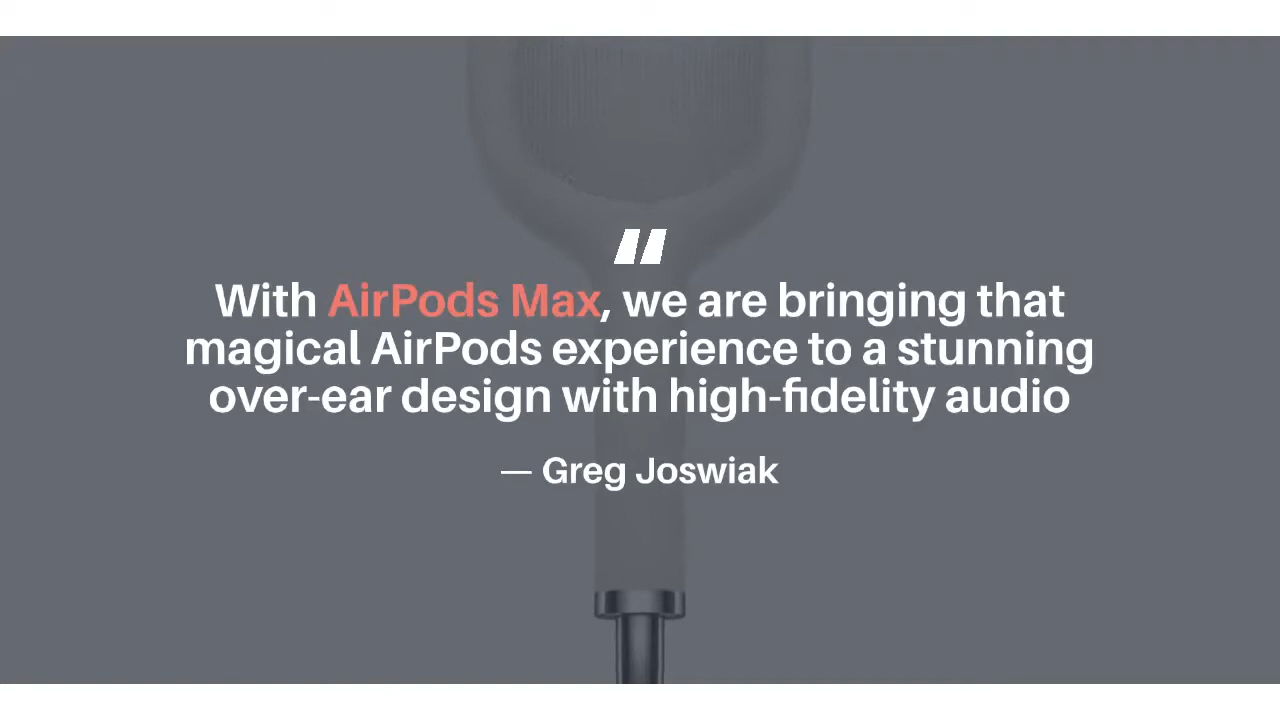 “
With AirPods Max, we are bringing that
magical AirPods experience to a stunning
over-ear design with high-fidelity audio
— Greg Joswiak